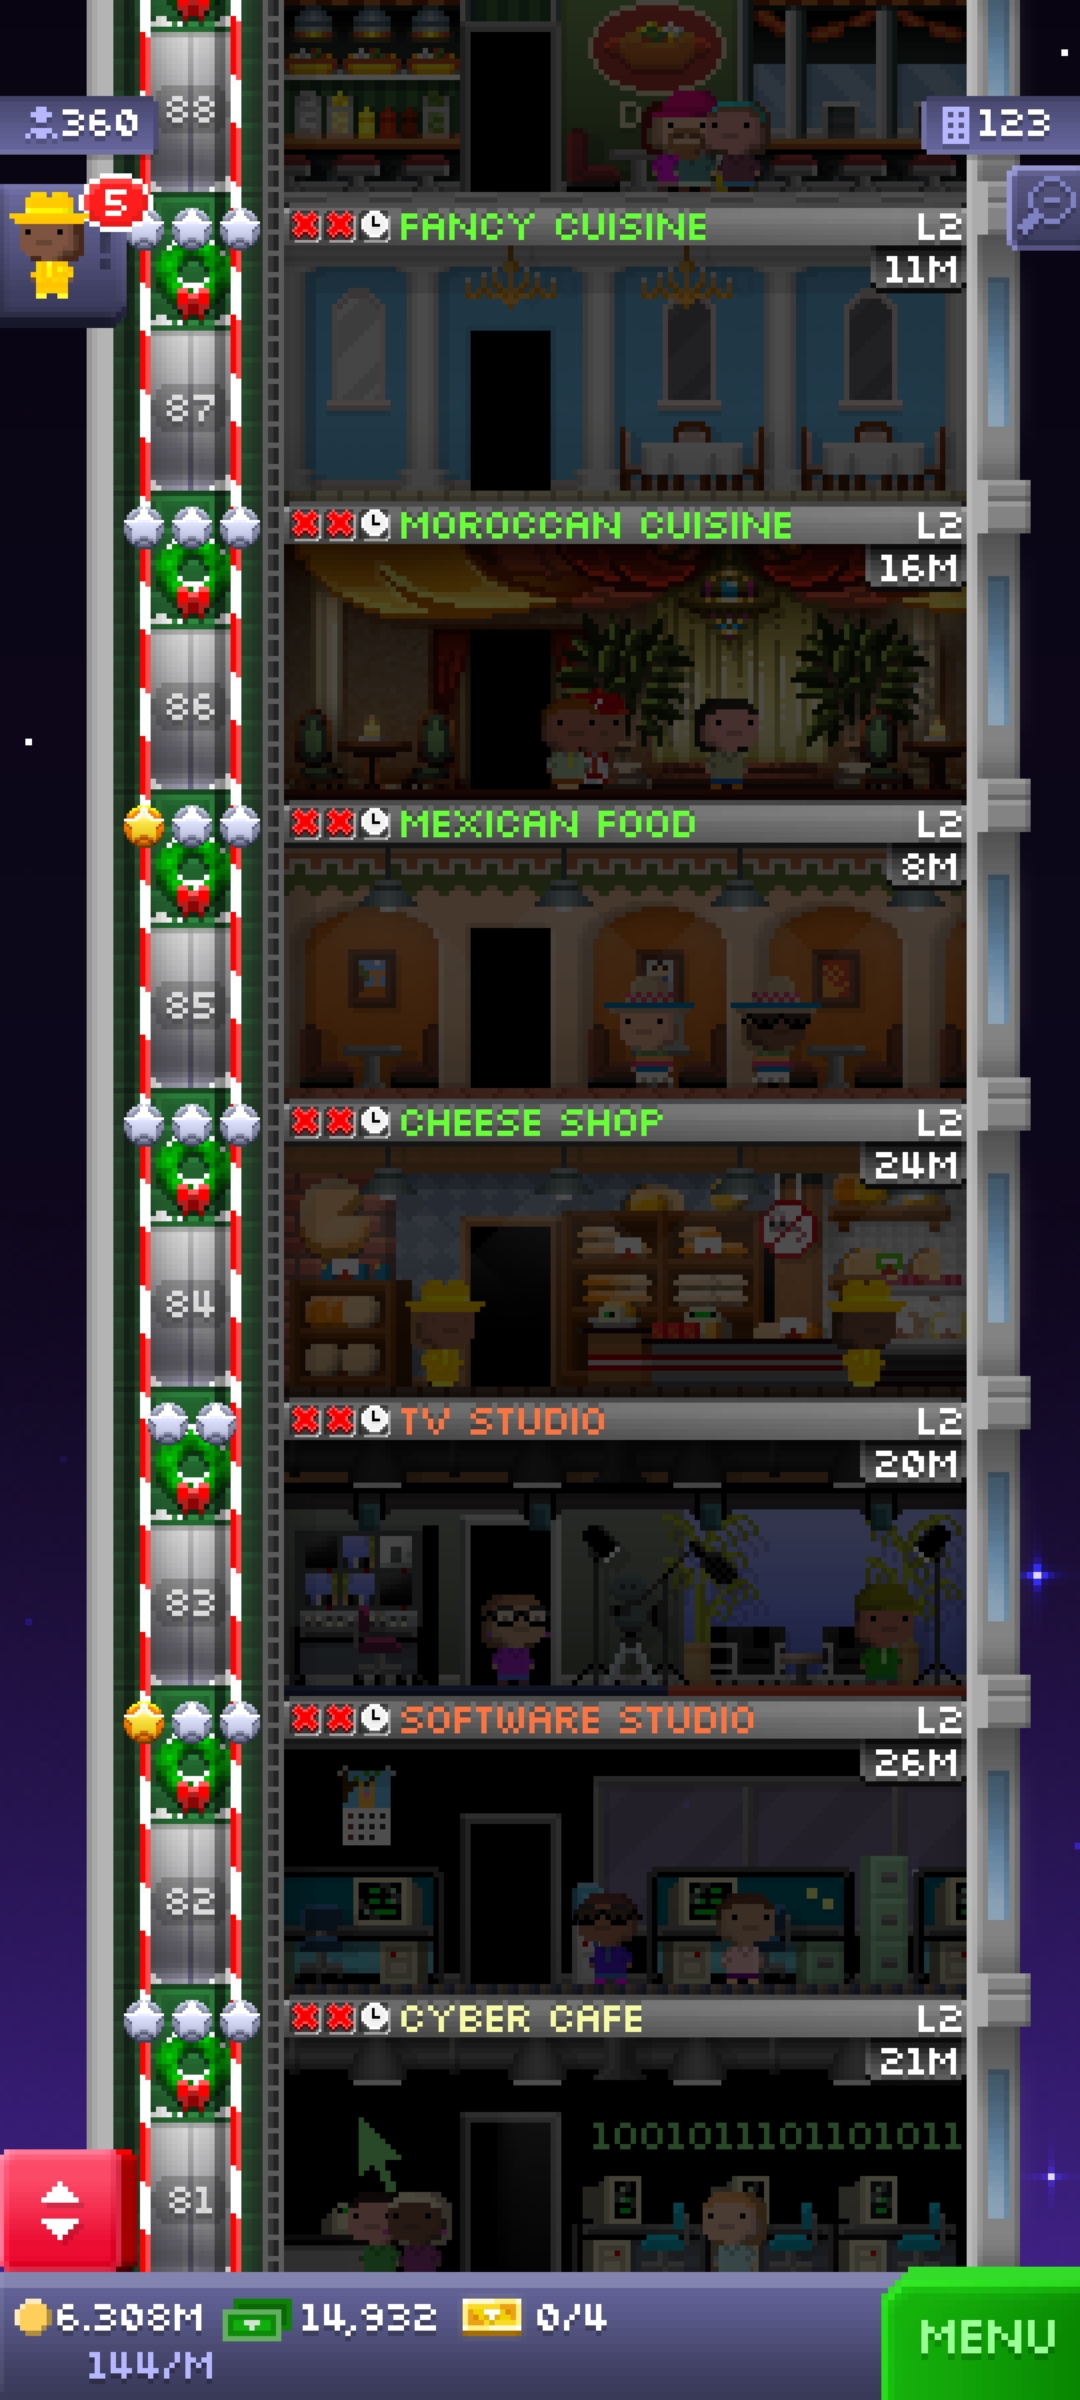 88
360
123
5
FANCY CUISINE L2
11M
87
MOROCCAN CUISINE L2
16M
86
MEXICAN FOOD L2
8M
85
CHEESE SHOP L2
24M
84
TV STUDIO L2
20M
83
SOFTWARE STUDIO L2
26M
82
CYBER CAFE L2
21M
1001011101101011
81
6.308M 14,932 0/4
144/M
MENU